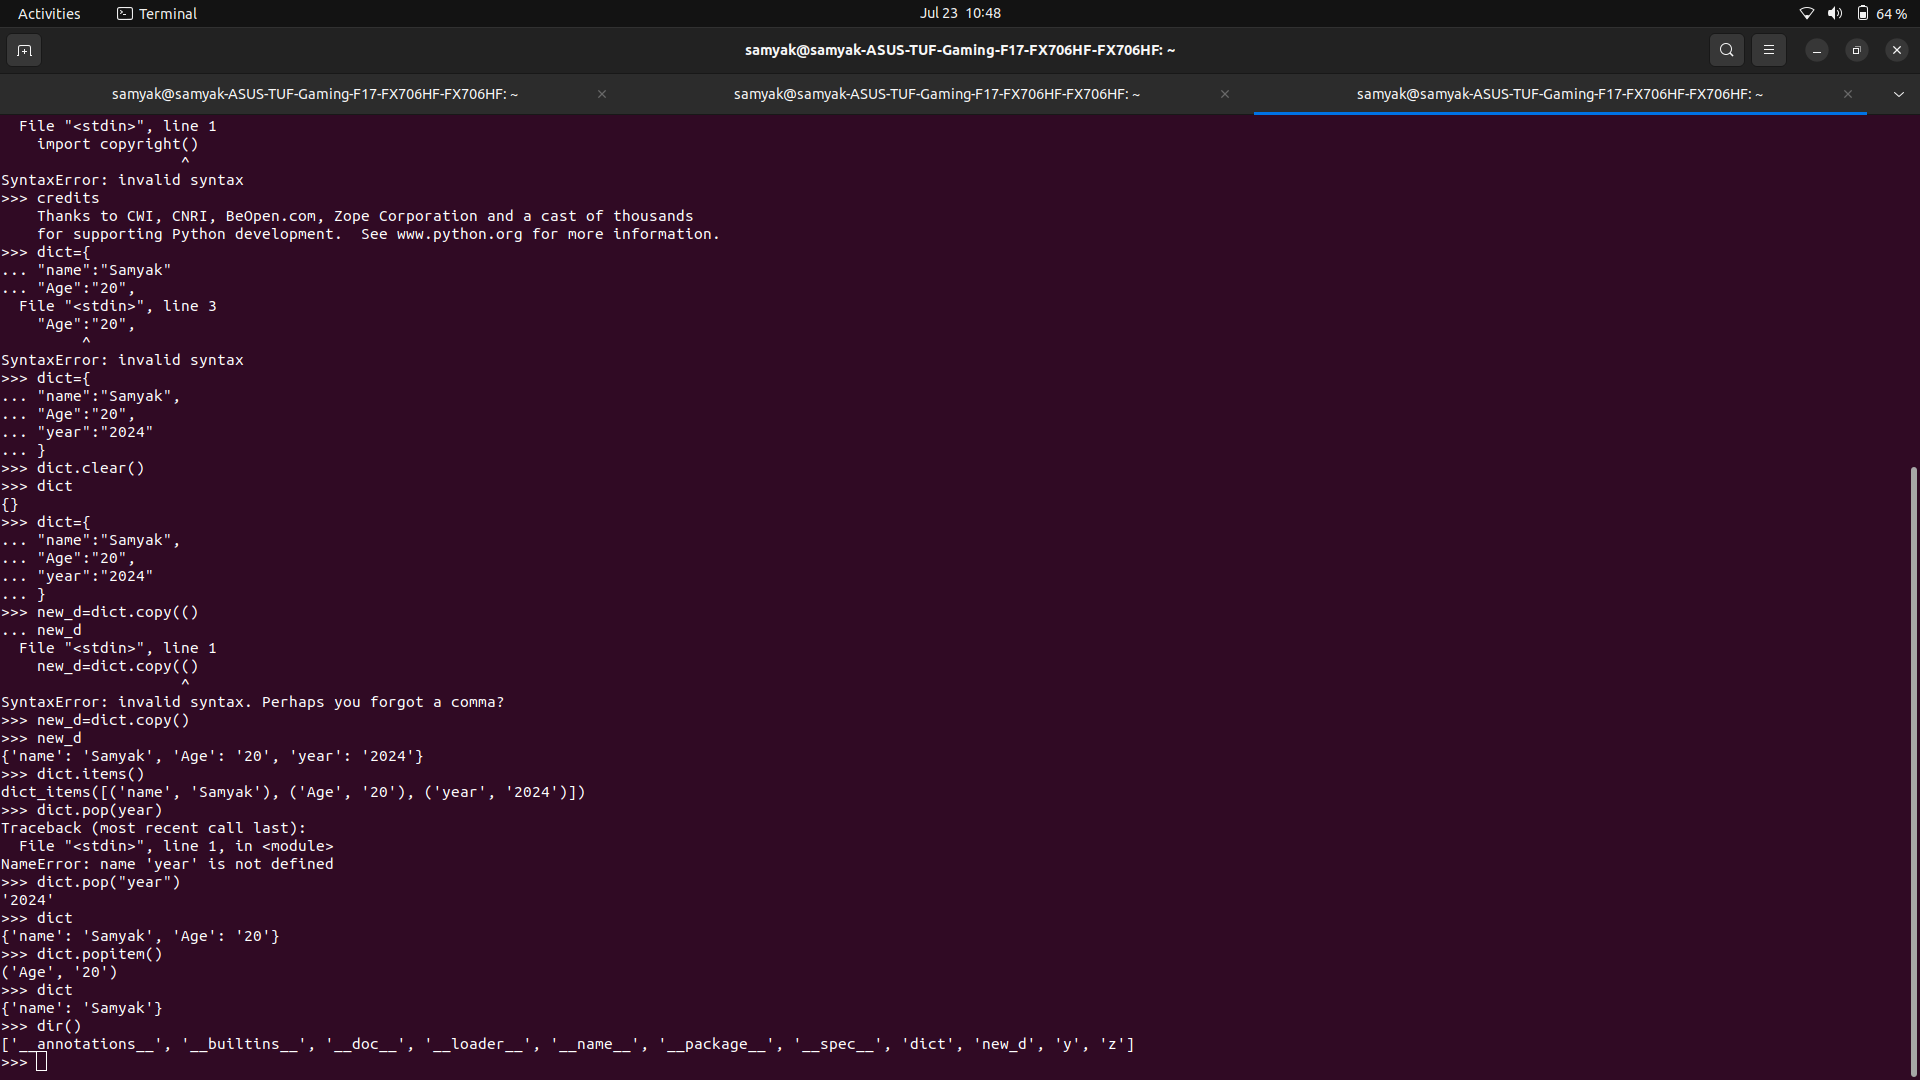 Activities
Terminal
Jul 23 10:48
64 %
samyak@samyak-ASUS-TUF-Gaming-F17-FX706HF-FX706HF: ~
samyak@samyak-ASUS-TUF-Gaming-F17-FX706HF-FX706HF: ~
samyak@samyak-ASUS-TUF-Gaming-F17-FX706HF-FX706HF: ~
samyak@samyak-ASUS-TUF-Gaming-F17-FX706HF-FX706HF: ~
  File "<stdin>", line 1
    import copyright()
                    ^
SyntaxError: invalid syntax
>>> credits
    Thanks to CWI, CNRI, BeOpen.com, Zope Corporation and a cast of thousands
    for supporting Python development.  See www.python.org for more information.
>>> dict={
... "name":"Samyak"
... "Age":"20",
  File "<stdin>", line 3
    "Age":"20",
         ^
SyntaxError: invalid syntax
>>> dict={
... "name":"Samyak",
... "Age":"20",
... "year":"2024"
... }
>>> dict.clear()
>>> dict
{}
>>> dict={
... "name":"Samyak",
... "Age":"20",
... "year":"2024"
... }
>>> new_d=dict.copy(()
... new_d
  File "<stdin>", line 1
    new_d=dict.copy(()
                    ^
SyntaxError: invalid syntax. Perhaps you forgot a comma?
>>> new_d=dict.copy()
>>> new_d
{'name': 'Samyak', 'Age': '20', 'year': '2024'}
>>> dict.items()
dict_items([('name', 'Samyak'), ('Age', '20'), ('year', '2024')])
>>> dict.pop(year)
Traceback (most recent call last):
  File "<stdin>", line 1, in <module>
NameError: name 'year' is not defined
>>> dict.pop("year")
'2024'
>>> dict
{'name': 'Samyak', 'Age': '20'}
>>> dict.popitem()
('Age', '20')
>>> dict
{'name': 'Samyak'}
>>> dir()
['__annotations__', '__builtins__', '__doc__', '__loader__', '__name__', '__package__', '__spec__', 'dict', 'new_d', 'y', 'z']
>>>